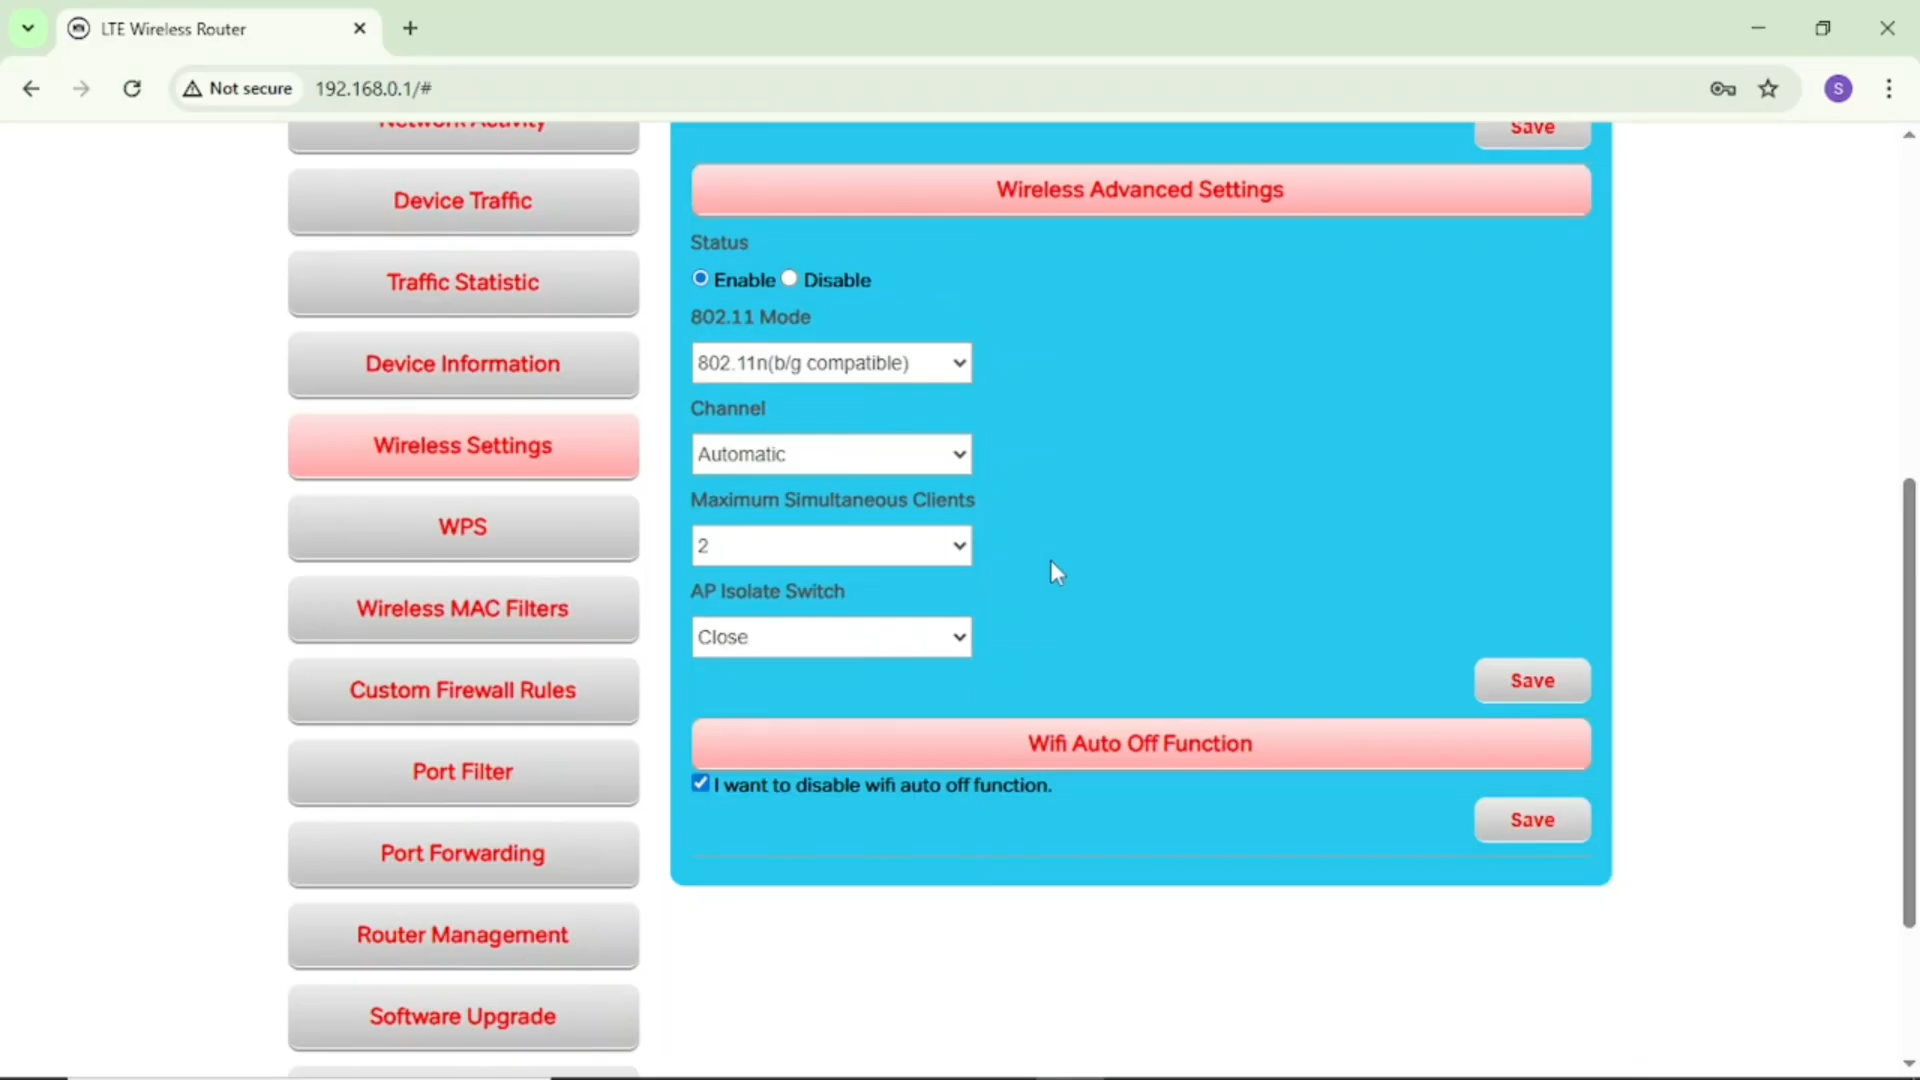 LTE Wireless Router
Not secure
192.168.0.1/#
S
Network Activity
Device Traffic
Traffic Statistic
Device Information
Wireless Settings
WPS
Wireless MAC Filters
Custom Firewall Rules
Port Filter
Port Forwarding
Router Management
Software Upgrade
Save
Wireless Advanced Settings
Status
Enable Disable
802.11 Mode
802.11n(b/g compatible)
Channel
Automatic
Maximum Simultaneous Clients
2
AP Isolate Switch
Close
Save
Wifi Auto Off Function
I want to disable wifi auto off function.
Save